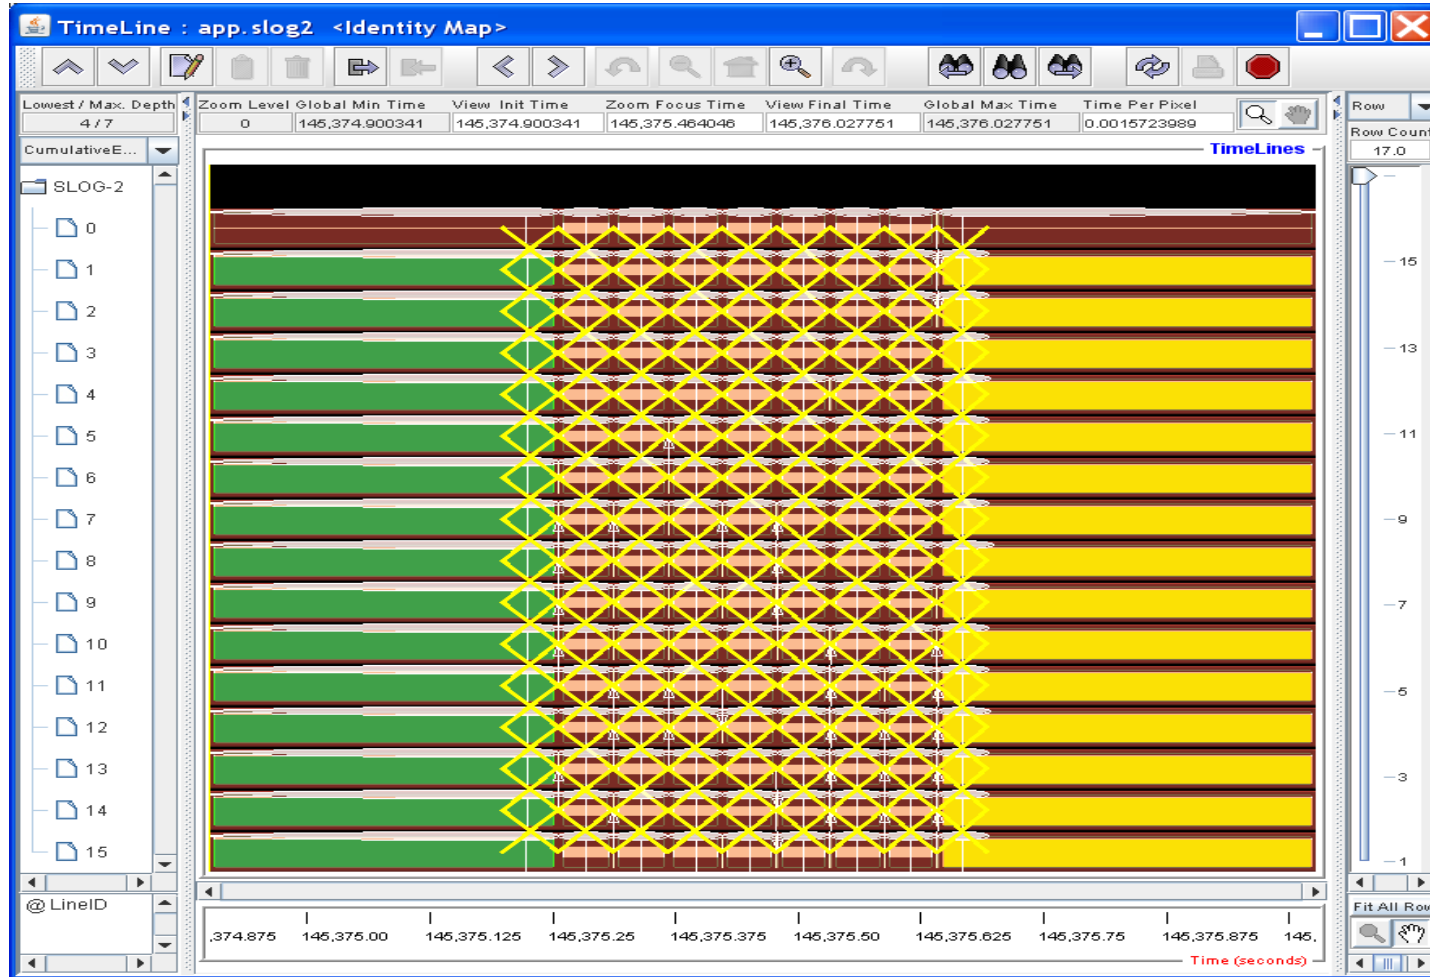 TimeLine : app.slog2 <Identity Map>
Lowest / Max. Depth
4 / 7
Zoom Level Global Min Time View Init Time Zoom Focus Time View Final Time Global Max Time Time Per Pixel
0 145,374.900341 145,374.900341 145,375.464046 145,376.027751 145,376.027751 0.0015723989
Row
Row Count
17.0
CumulativeE...
TimeLines
SLOG-2
0
1
2
3
4
5
6
7
8
9
10
11
12
13
14
15
15
13
11
9
7
5
3
1
@ LineID
Fit All Row
,374.875 145,375.00 145,375.125 145,375.25 145,375.375 145,375.50 145,375.625 145,375.75 145,375.875 145,
Time (seconds)